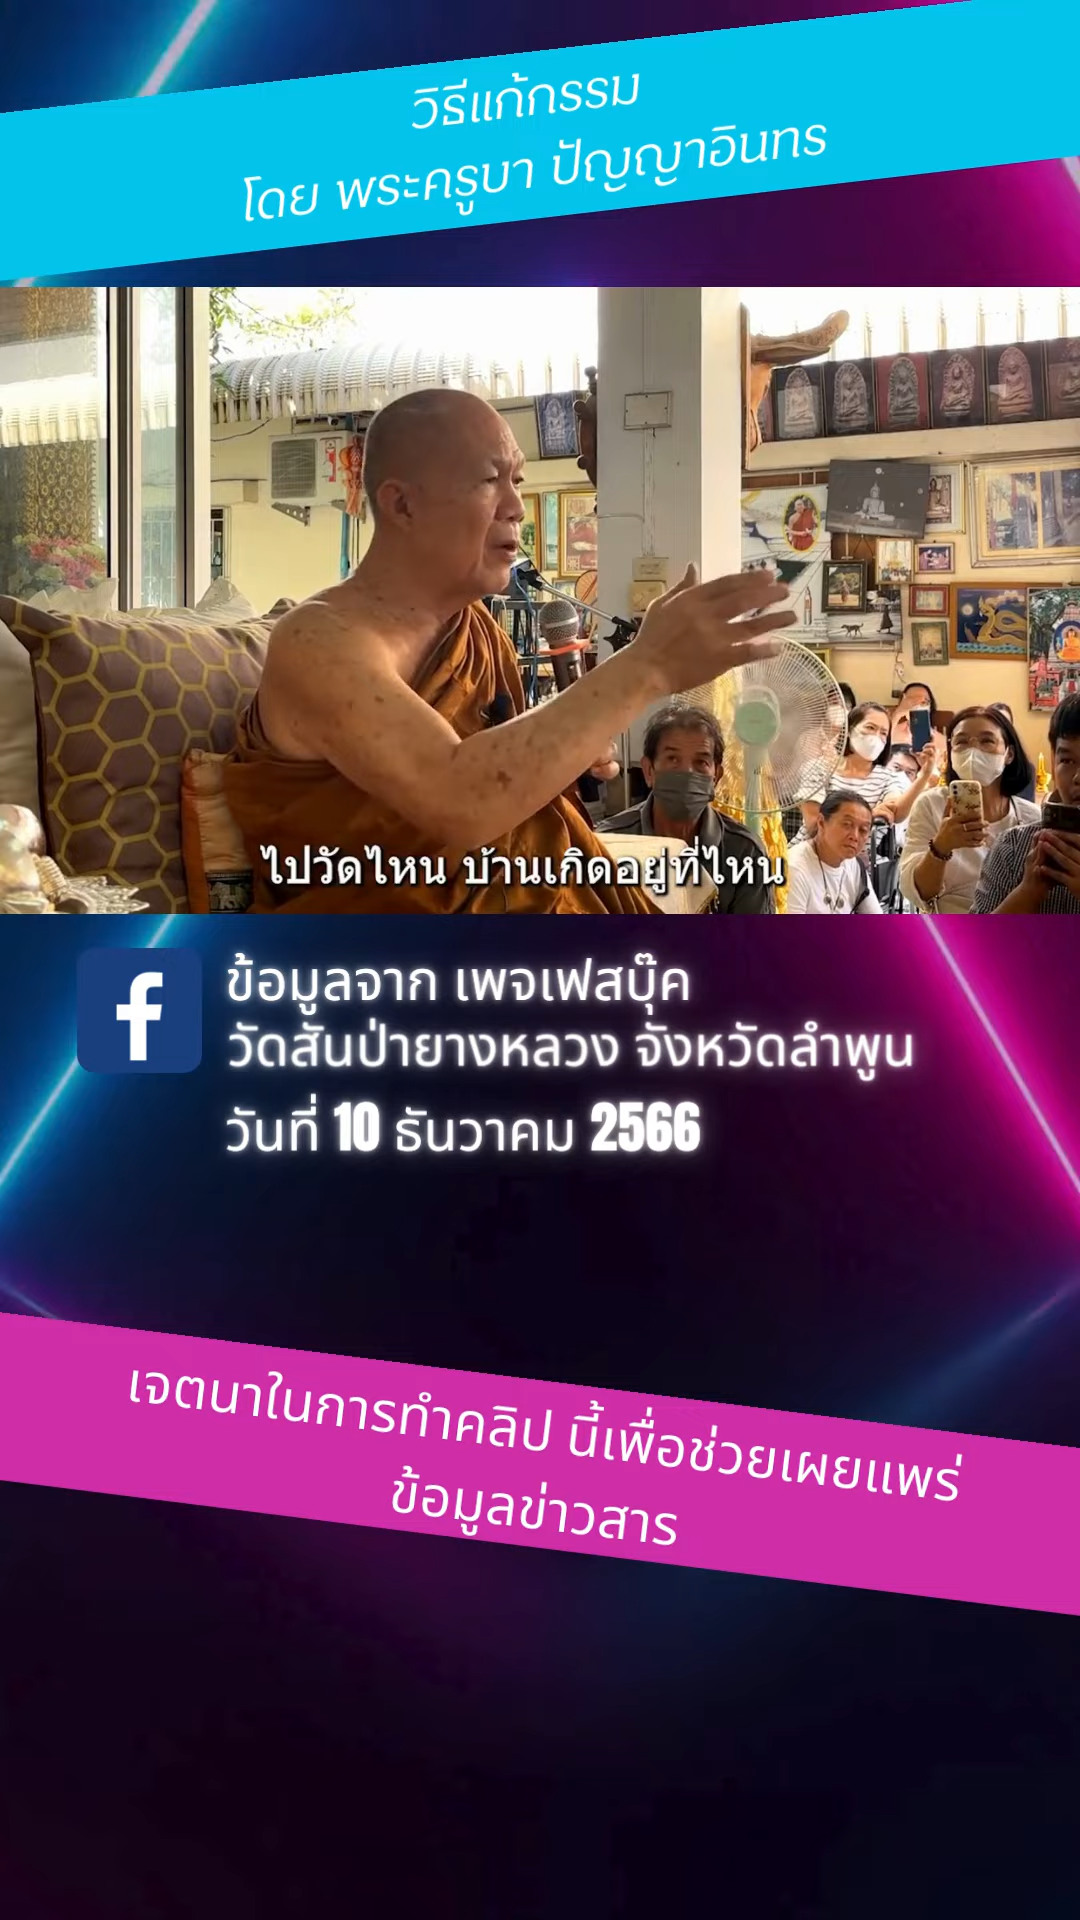 วิธีแก้กรรม
โดย พระครูบา ปัญญาอินทร
ไปวัดไหน บ้านเกิดอยู่ที่ไหน
ข้อมูลจาก เพจเฟสบุ๊ค
วัดสันป่ายางหลวง จังหวัดลำพูน
วันที่ 10 ธันวาคม 2566
เจตนาในการทำคลิป นี้เพื่อช่วยเผยแพร่
ข้อมูลข่าวสาร